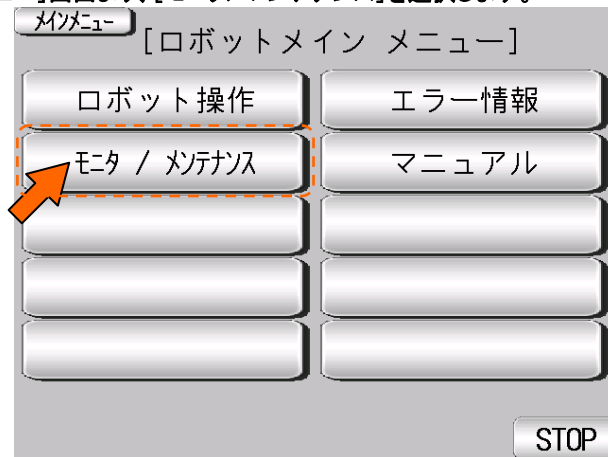 メインメニュー
[ロボットメイン メニュー]
ロボット操作
エラー情報
モニタ / メンテナンス
マニュアル
STOP